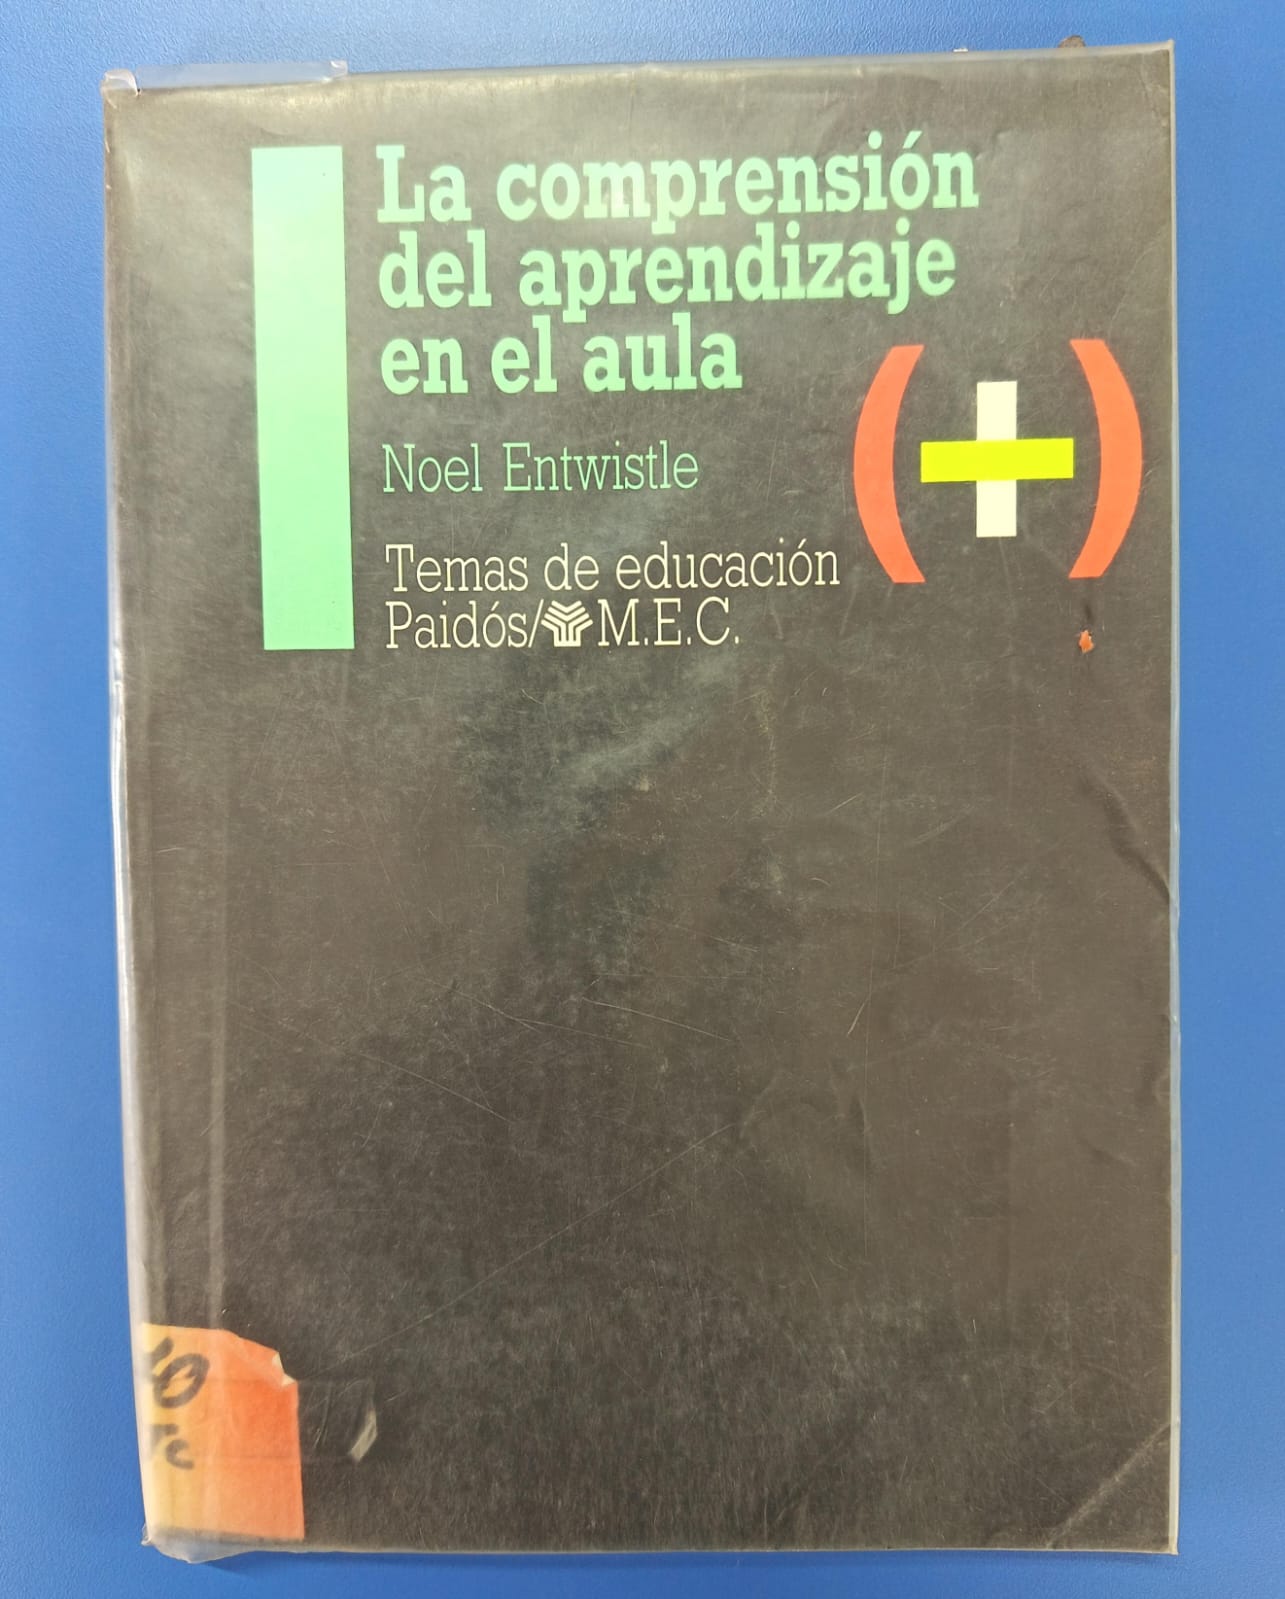 La comprensión
del aprendizaje
en el aula
Noel Entwistle
Temas de educación
Paidós/M.E.C.
(+)